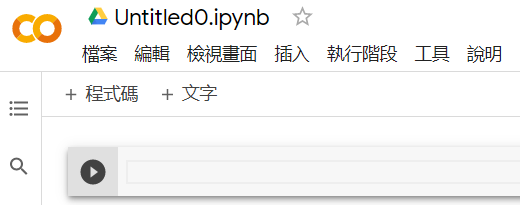 Untitled0.ipynb
檔案 編輯 檢視畫面 插入 執行階段 工具 說明
+ 程式碼 + 文字